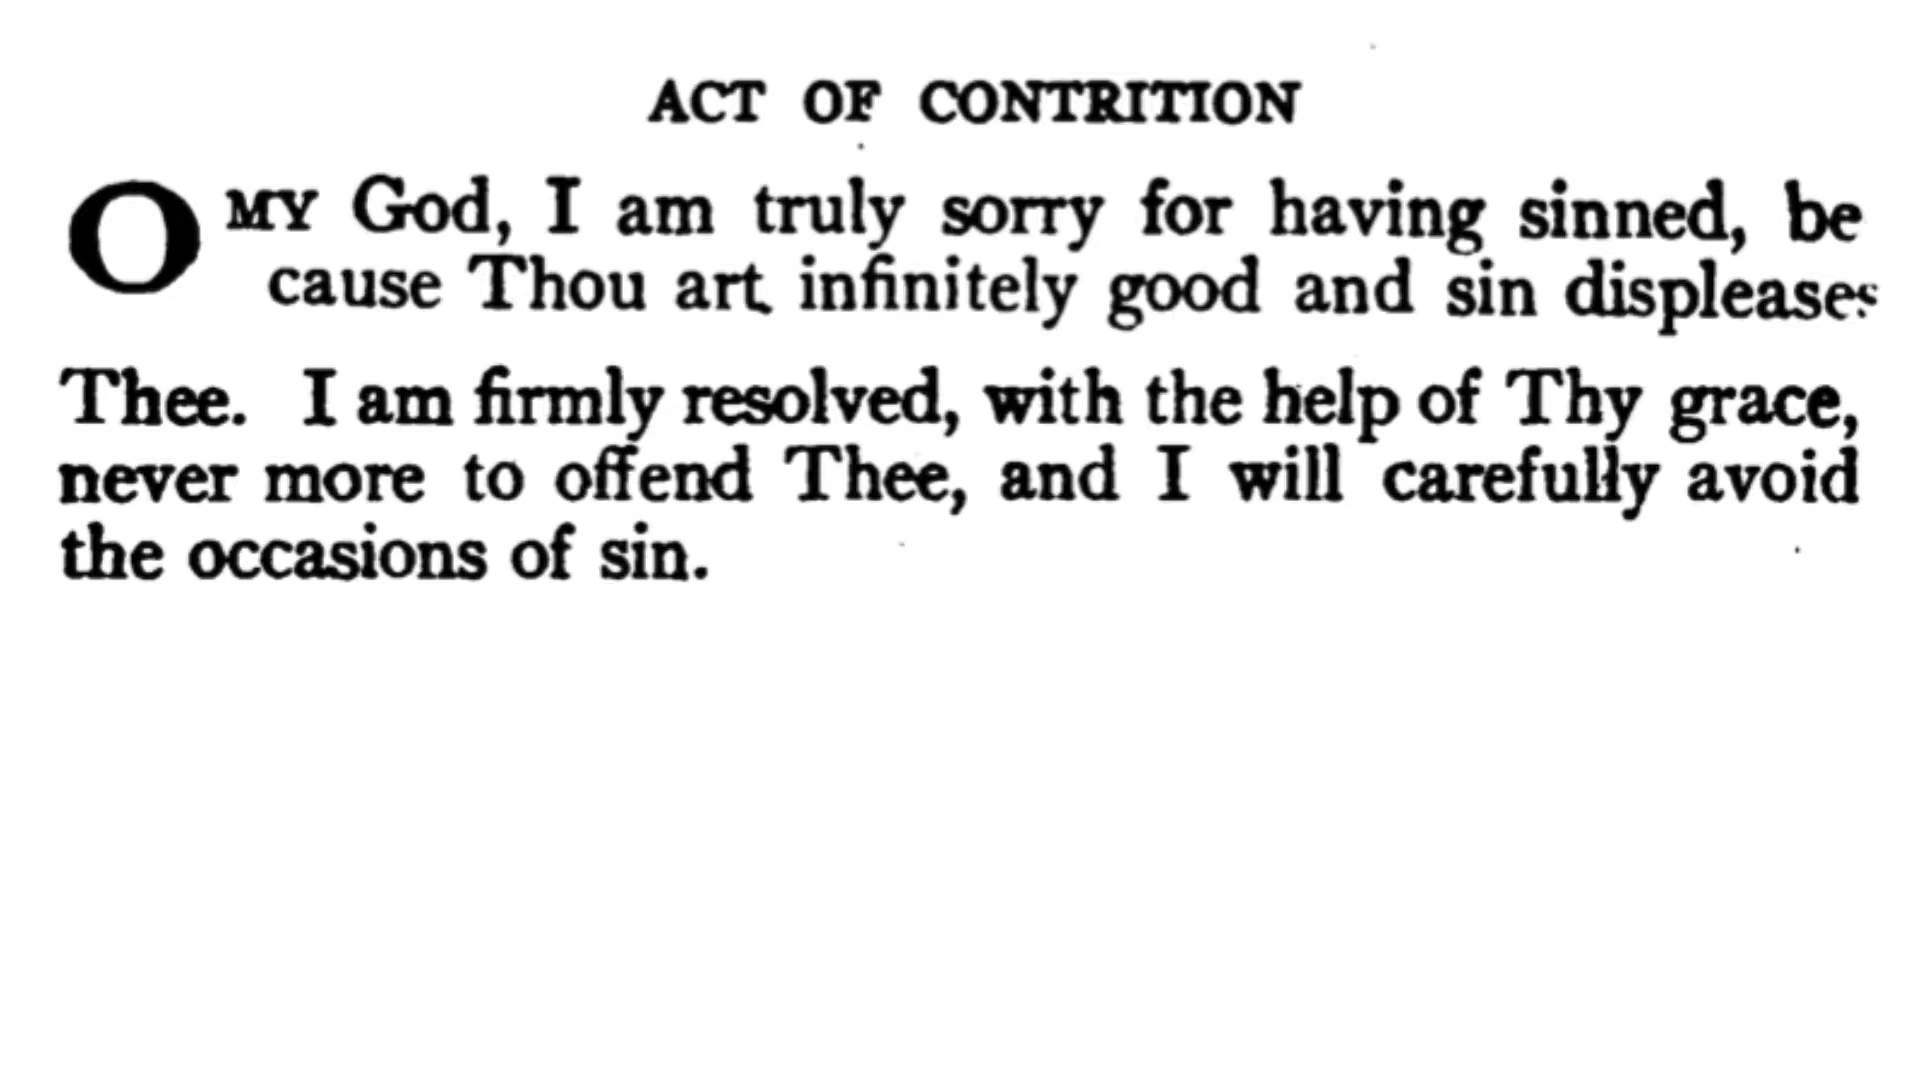 ACT OF CONTRITION
O MY God, I am truly sorry for having sinned, be
cause Thou art infinitely good and sin displeases
Thee. I am firmly resolved, with the help of Thy grace,
never more to offend Thee, and I will carefully avoid
the occasions of sin.